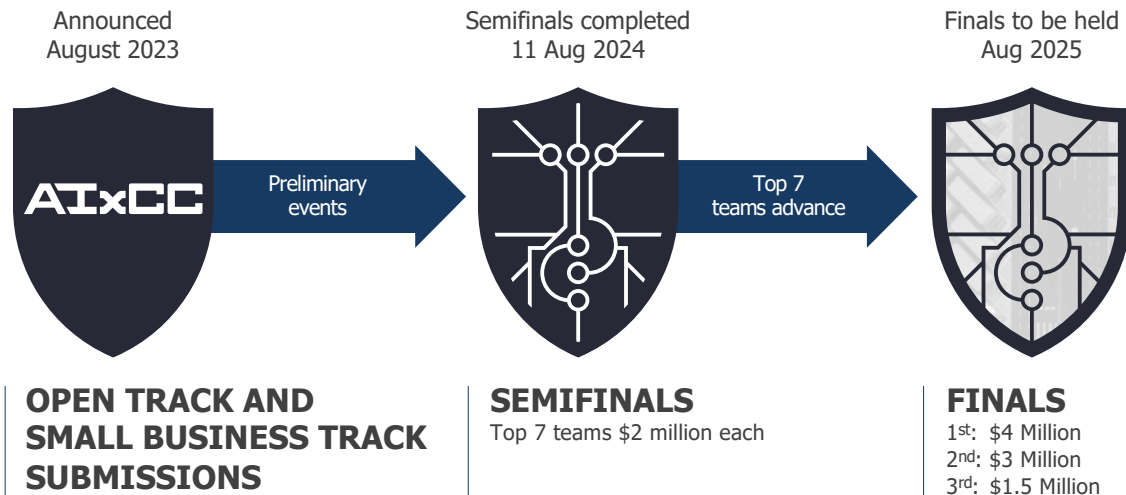 Announced
August 2023
Semifinals completed
11 Aug 2024
Finals to be held
Aug 2025
AIxCC
Preliminary
events
Top 7
teams advance
OPEN TRACK AND
SMALL BUSINESS TRACK
SUBMISSIONS
SEMIFINALS
Top 7 teams $2 million each
FINALS
1st: $4 Million
2nd: $3 Million
3rd: $1.5 Million